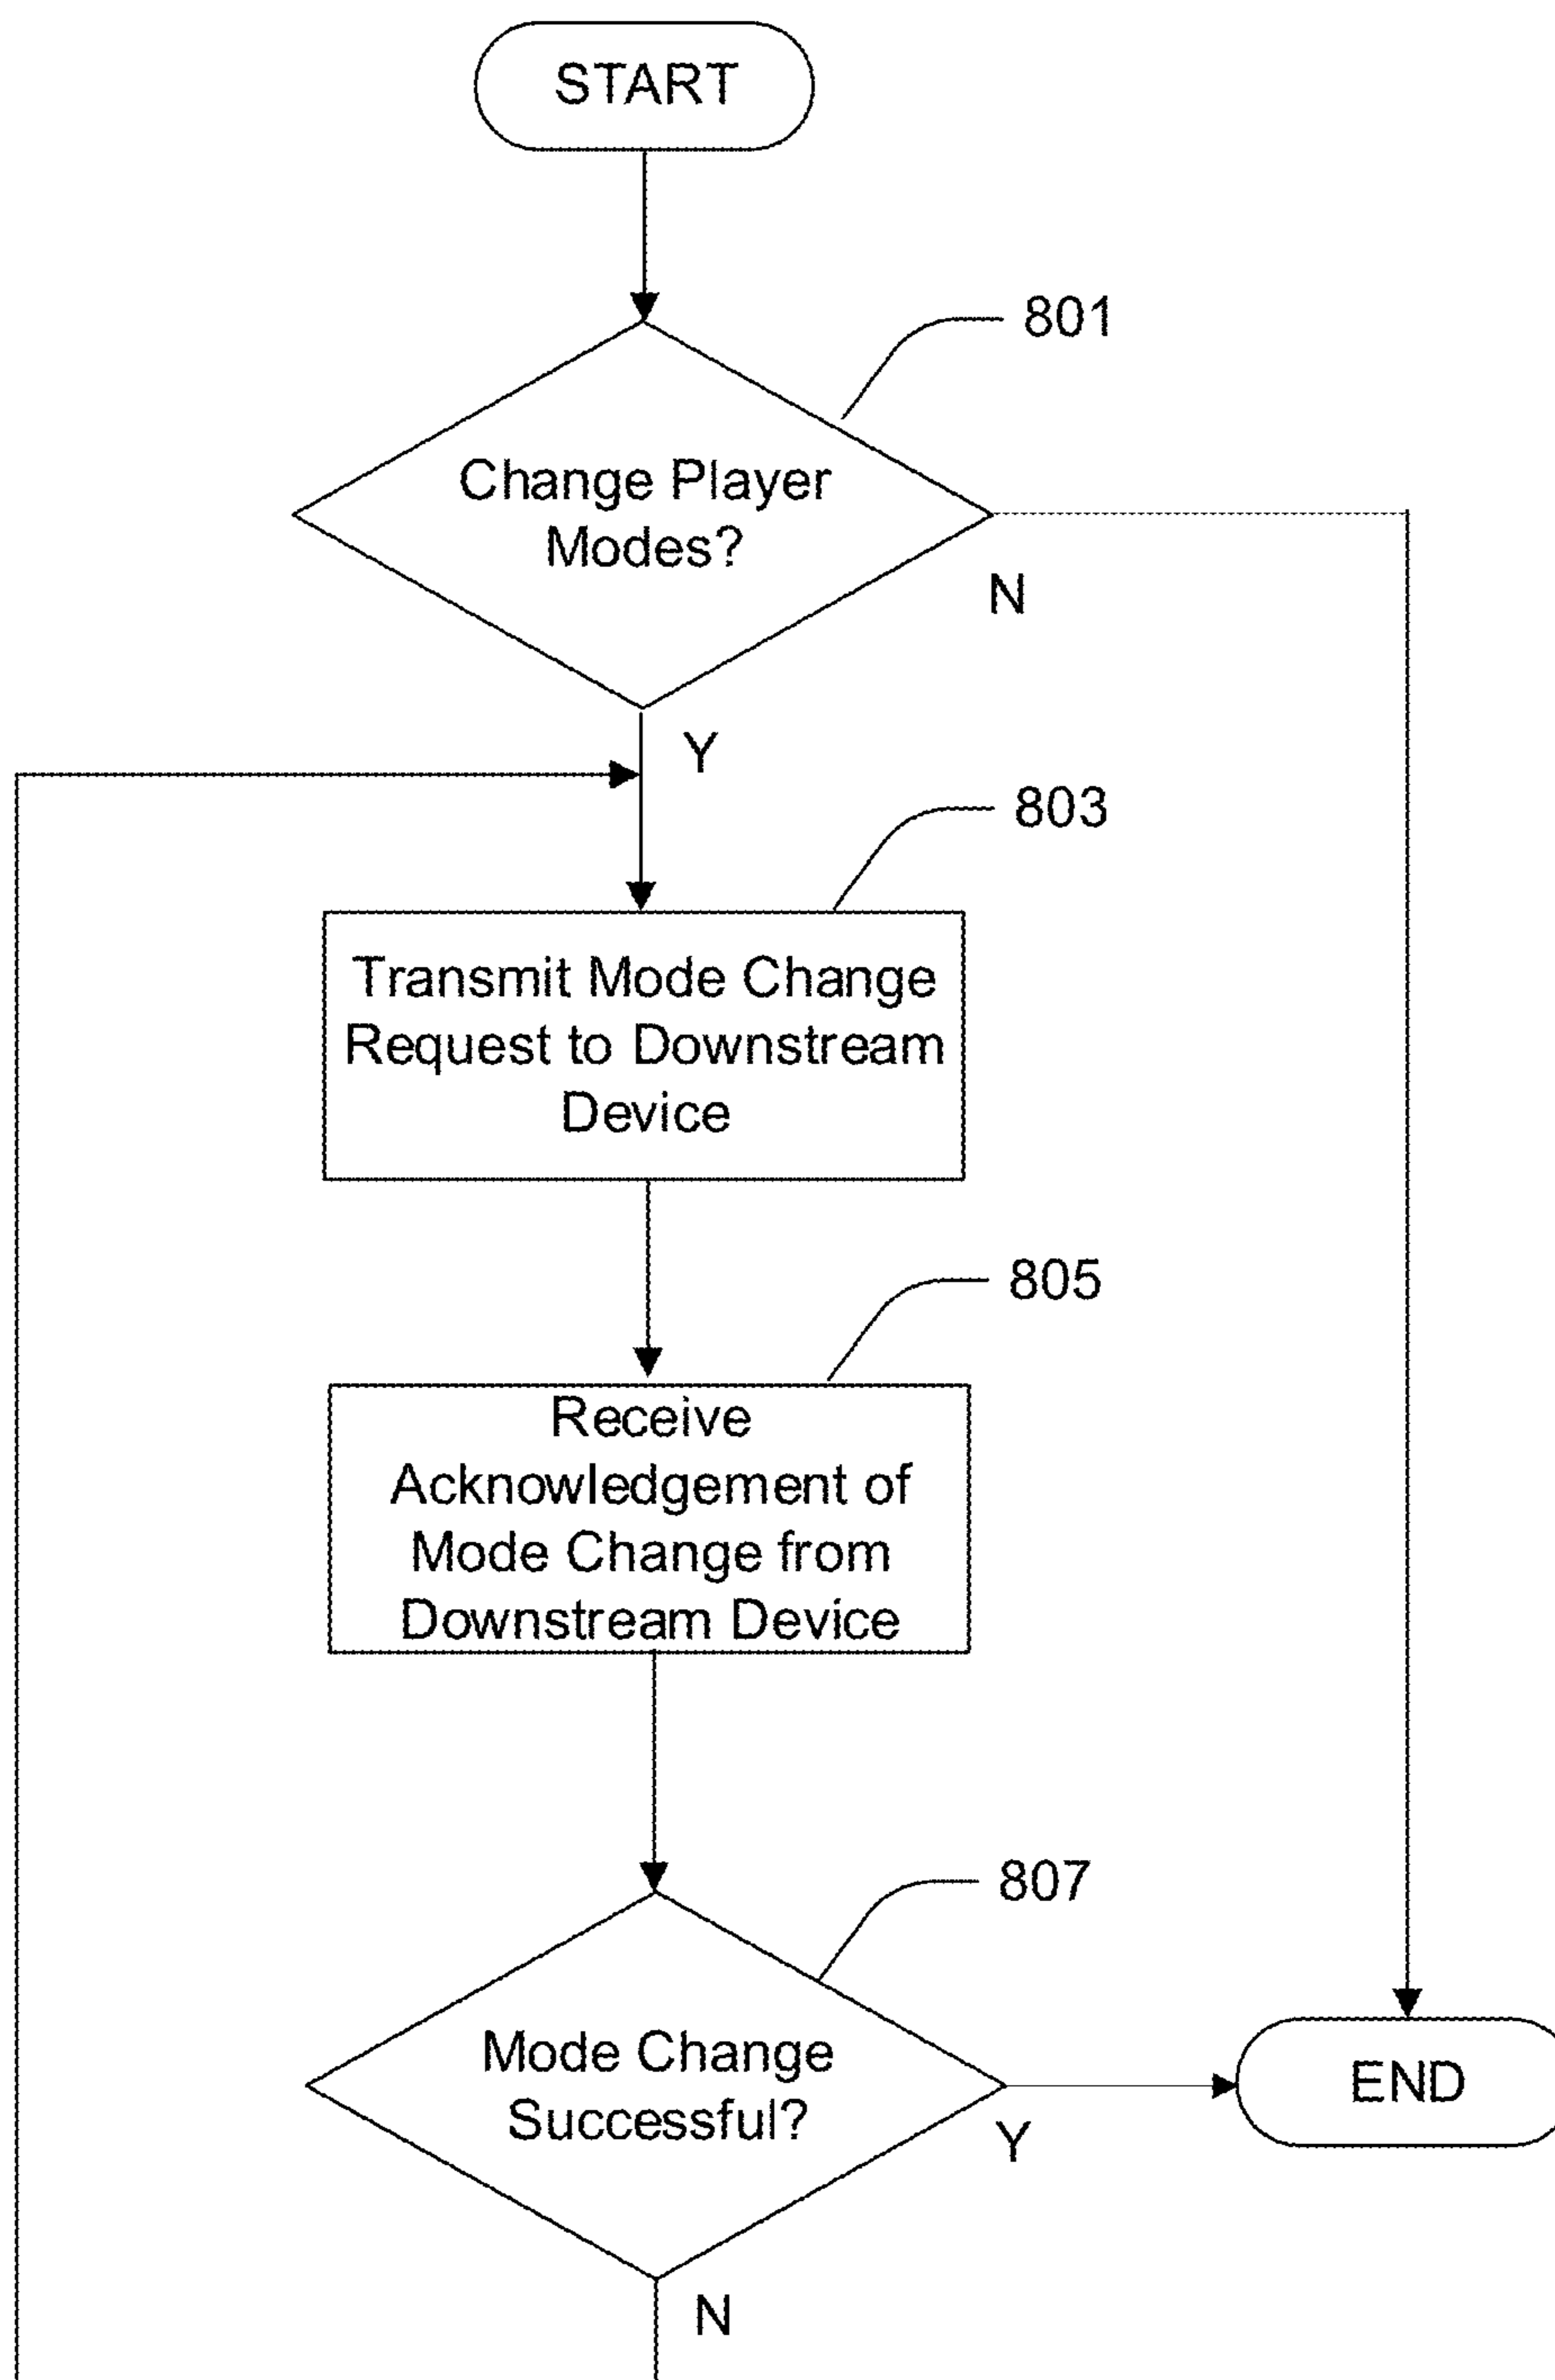 START
801
Change Player
Modes?
N
Y
803
Transmit Mode Change
Request to Downstream
Device
805
Receive
Acknowledgement of
Mode Change from
Downstream Device
807
Mode Change
Successful?
Y
END
N